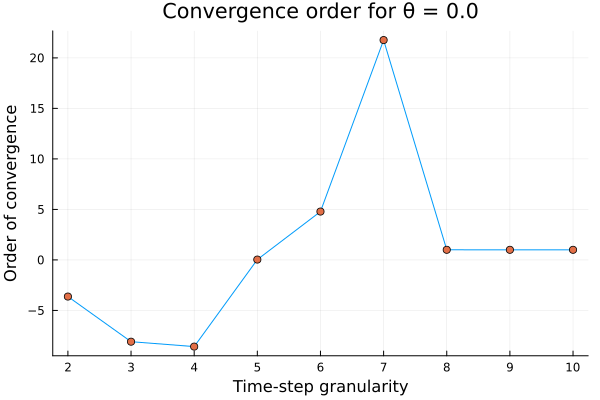 Convergence order for θ = 0.0
Order of convergence
20
15
10
5
0
−5
2 3 4 5 6 7 8 9 10
Time-step granularity